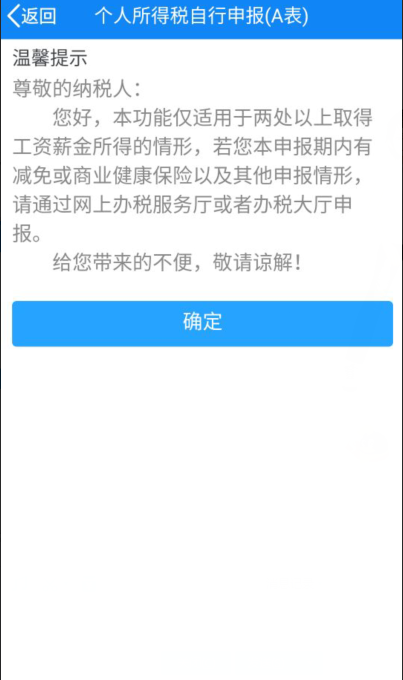 返回 个人所得税自行申报(A表)
温馨提示
尊敬的纳税人：
您好，本功能仅适用于两处以上取得
工资薪金所得的情形，若您本申报期内有
减免或商业健康保险以及其他申报情形，
请通过网上办税服务厅或者办税大厅申
报。
给您带来的不便，敬请谅解！
确定